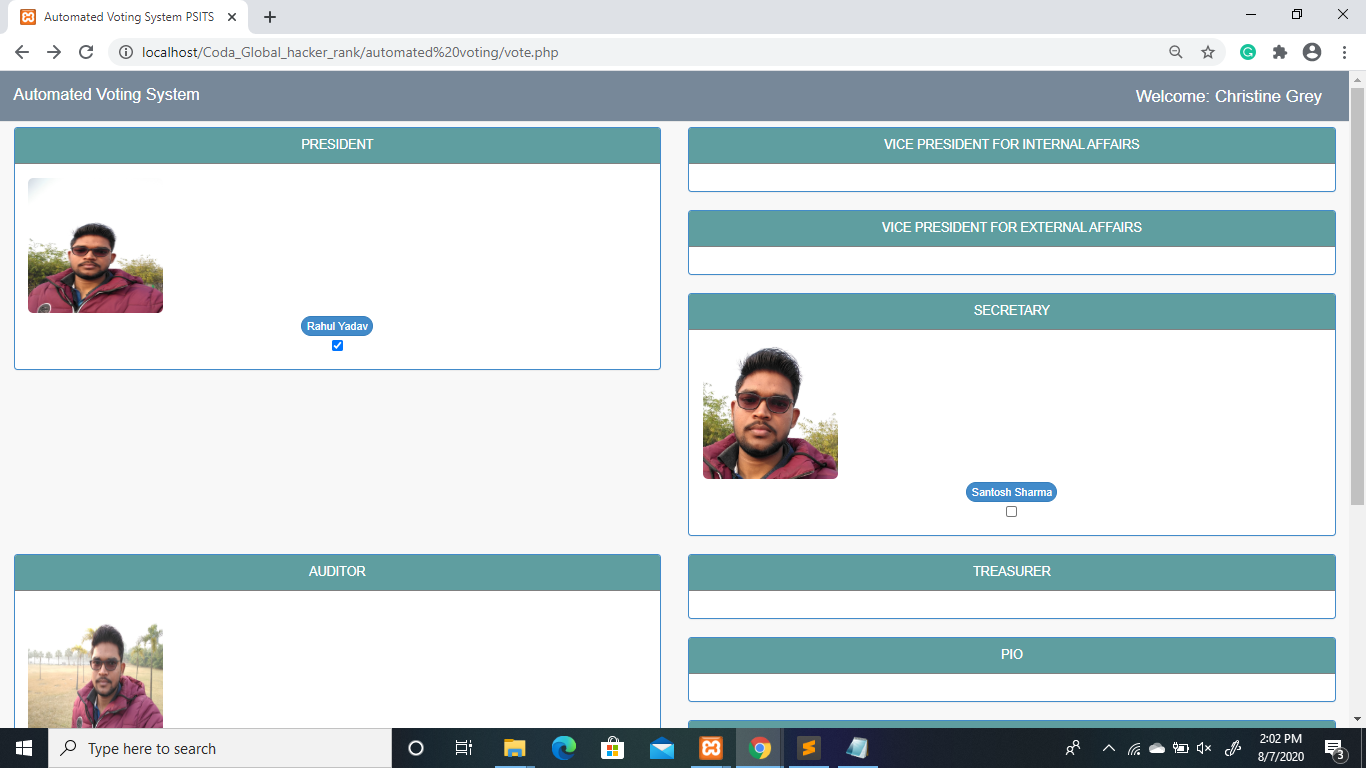 Automated Voting System PSITS
localhost/Coda_Global_hacker_rank/automated%20voting/vote.php
Automated Voting System
Welcome: Christine Grey
PRESIDENT
Rahul Yadav
VICE PRESIDENT FOR INTERNAL AFFAIRS
VICE PRESIDENT FOR EXTERNAL AFFAIRS
SECRETARY
Santosh Sharma
AUDITOR
TREASURER
PIO
Type here to search
2:02 PM
8/7/2020
3